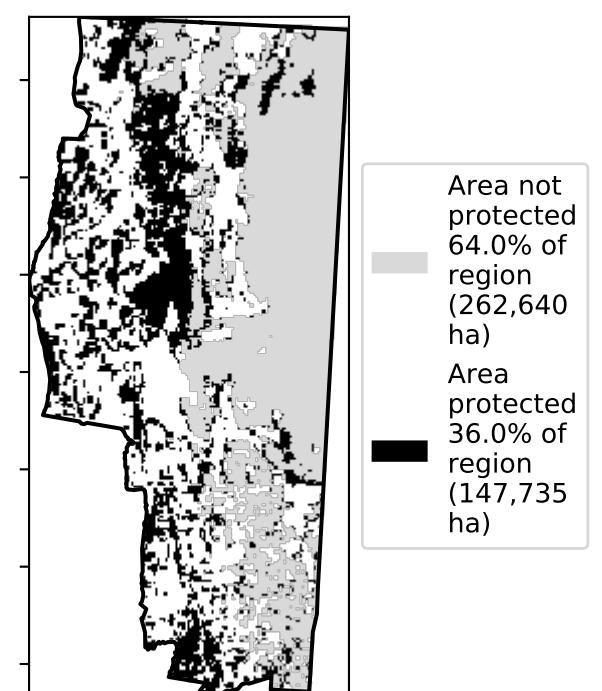 Area not
protected
64.0% of
region
(262,640
ha)
Area
protected
36.0% of
region
(147,735
ha)